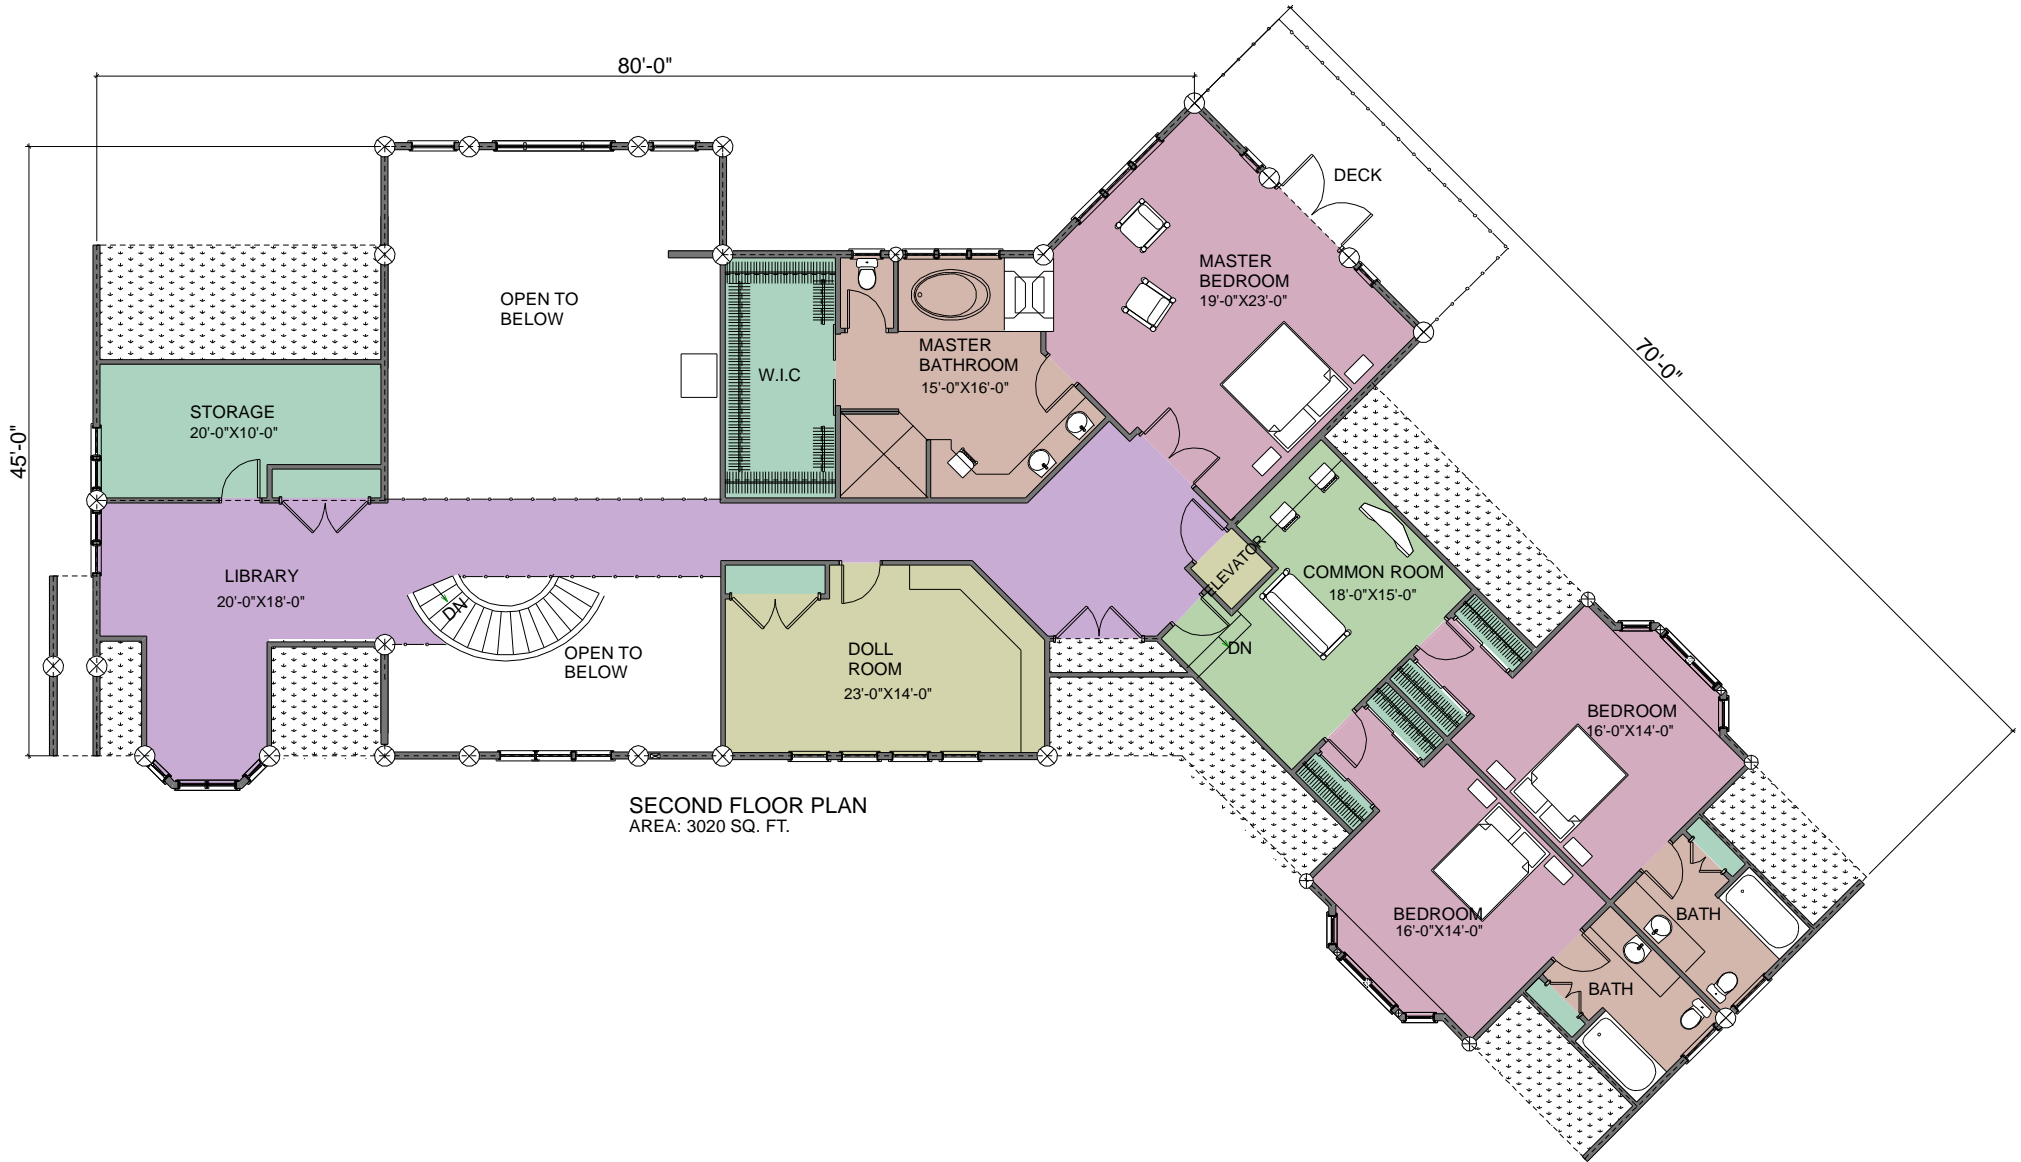 80'-0"
DECK
MASTER
BEDROOM
19'-0"X23'-0"
OPEN TO
BELOW
MASTER
BATHROOM
15'-0"X16'-0"
70'-0"
W.I.C
STORAGE
20'-0"X10'-0"
45'-0"
ELEVATOR
COMMON ROOM
18'-0"X15'-0"
LIBRARY
20'-0"X18'-0"
DN
OPEN TO
BELOW
DOLL
ROOM
23'-0"X14'-0"
DN
BEDROOM
16'-0"X14'-0"
SECOND FLOOR PLAN
AREA: 3020 SQ. FT.
BEDROOM
16'-0"X14'-0"
BATH
BATH